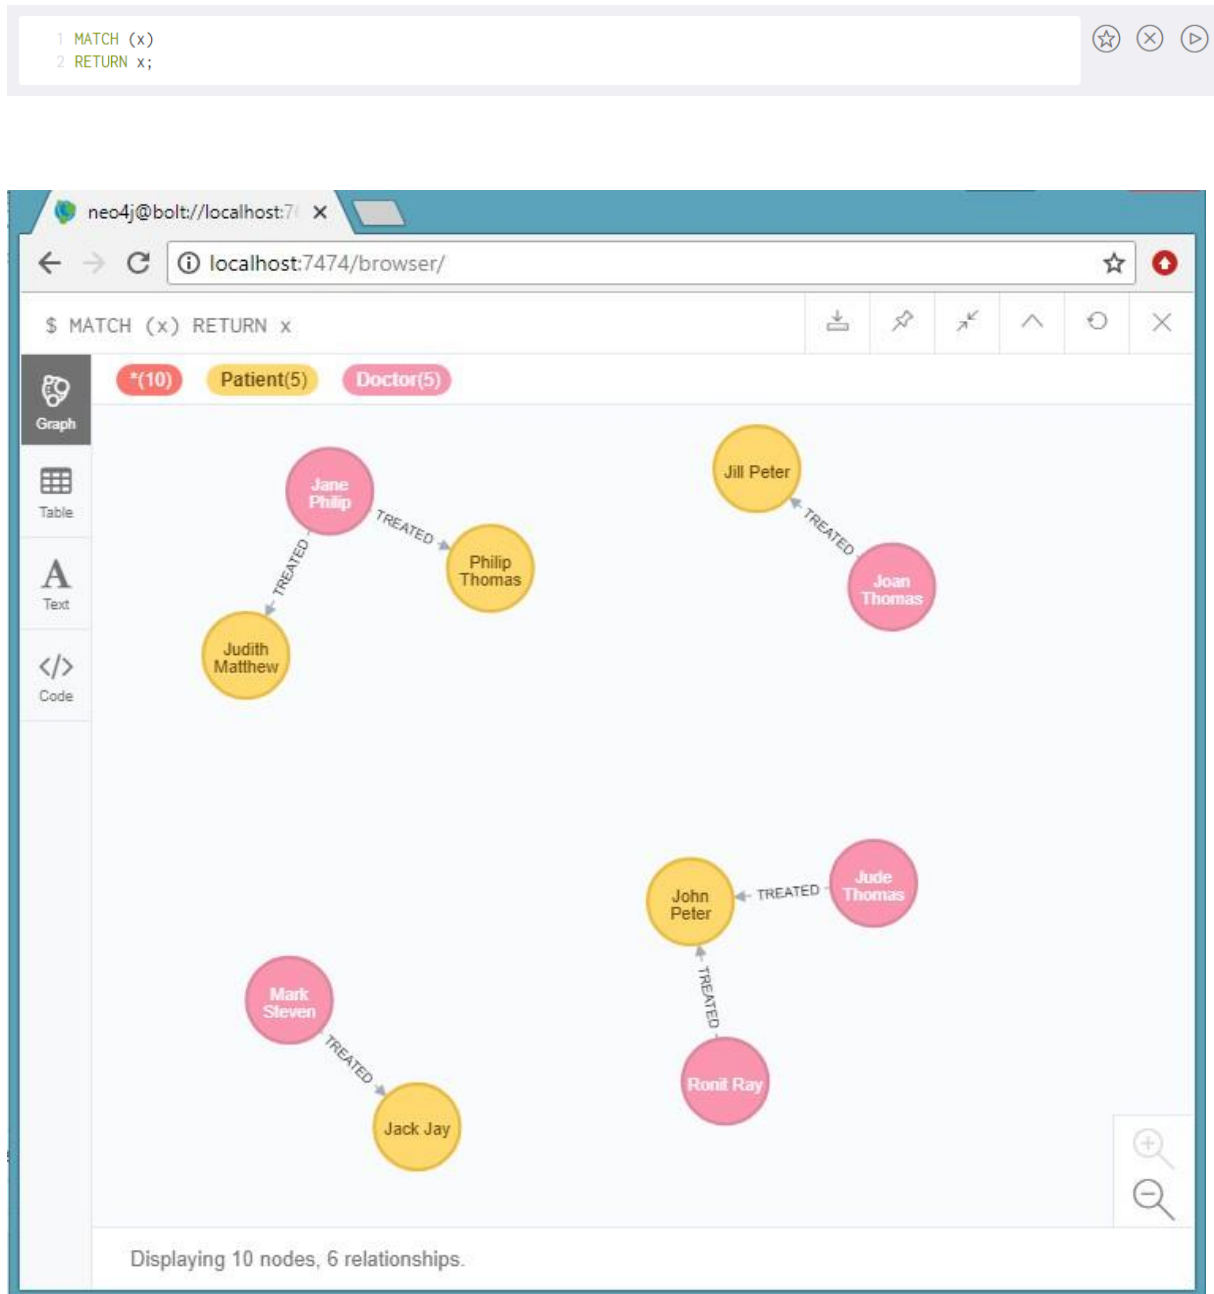 1 MATCH (x)
2 RETURN x;
neo4j@bolt://localhost:7
localhost:7474/browser/
$ MATCH (x) RETURN x
*(10) Patient(5) Doctor(5)
Graph
Table
A
Text
</>
Code
Jane
Philip
TREATED
Philip
Thomas
TREATED
Judith
Matthew
Jill Peter
TREATED
Joan
Thomas
John
Peter
TREATED
Jude
Thomas
TREATED
Ronit Ray
Mark
Steven
TREATED
Jack Jay
Displaying 10 nodes, 6 relationships.